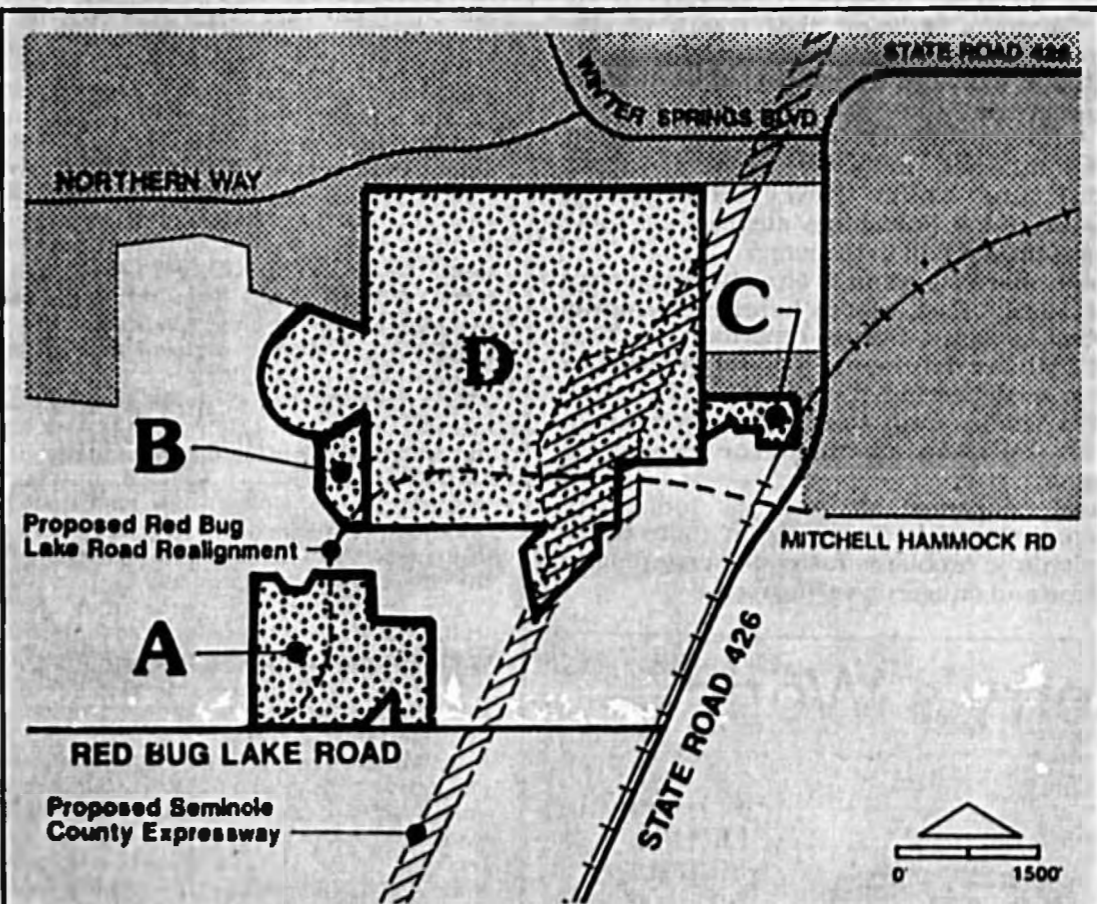 STATE ROAD 426
WINTER SPRINGS BLVD
NORTHERN WAY
C
D
B
Proposed Red Bug
Lake Road Realignment
MITCHELL HAMMOCK RD
A
RED BUG LAKE ROAD
STATE ROAD 426
Proposed Seminole
County Expressway
0' 1500'